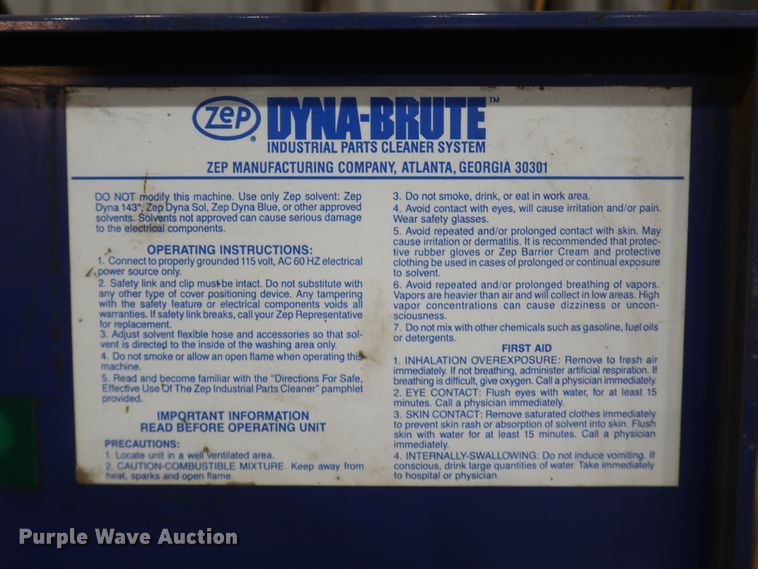 Zep ® DYNA-BRUTE™
INDUSTRIAL PARTS CLEANER SYSTEM
ZEP MANUFACTURING COMPANY, ATLANTA, GEORGIA 30301
DO NOT modify this machine. Use only Zep solvent: Zep
Dyna 143°, Zep Dyna Sol, Zep Dyna Blue, or other approved
solvents. Solvents not approved can cause serious damage
to the electrical components.
OPERATING INSTRUCTIONS:
1. Connect to properly grounded 115 volt, AC 60 HZ electrical
power source only.
2. Safety link and clip must be intact. Do not substitute with
any other type of cover positioning device. Any tampering
with the safety feature or electrical components voids all
warranties. If safety link breaks, call your Zep Representative
for replacement.
3. Adjust solvent flexible hose and accessories so that sol-
vent is directed to the inside of the washing area only.
4. Do not smoke or allow an open flame when operating this
machine.
5. Read and become familiar with the "Directions For Safe,
Effective Use Of The Zep Industrial Parts Cleaner" pamphlet
provided.
IMPORTANT INFORMATION
READ BEFORE OPERATING UNIT
PRECAUTIONS:
1. Locate unit in a well ventilated area.
2. CAUTION-COMBUSTIBLE MIXTURE. Keep away from
heat, sparks and open flame.
3. Do not smoke, drink, or eat in work area.
4. Avoid contact with eyes, will cause irritation and/or pain.
Wear safety glasses.
5. Avoid repeated and/or prolonged contact with skin. May
cause irritation or dermatitis. It is recommended that protec-
tive rubber gloves or Zep Barrier Cream and protective
clothing be used in cases of prolonged or continual exposure
to solvent.
6. Avoid repeated and/or prolonged breathing of vapors.
Vapors are heavier than air and will collect in low areas. High
vapor concentrations can cause dizziness or uncon-
sciousness.
7. Do not mix with other chemicals such as gasoline, fuel oils
or detergents.
FIRST AID
1. INHALATION OVEREXPOSURE: Remove to fresh air
immediately. If not breathing, administer artificial respiration. If
breathing is difficult, give oxygen. Call a physician immediately.
2. EYE CONTACT: Flush eyes with water, for at least 15
minutes. Call a physician immediately.
3. SKIN CONTACT: Remove saturated clothes immediately
to prevent skin rash or absorption of solvent into skin. Flush
skin with water for at least 15 minutes. Call a physician
immediately.
4. INTERNALLY-SWALLOWING: Do not induce vomiting. If
conscious, drink large quantities of water. Take immediately
to hospital or physician.
Purple Wave Auction